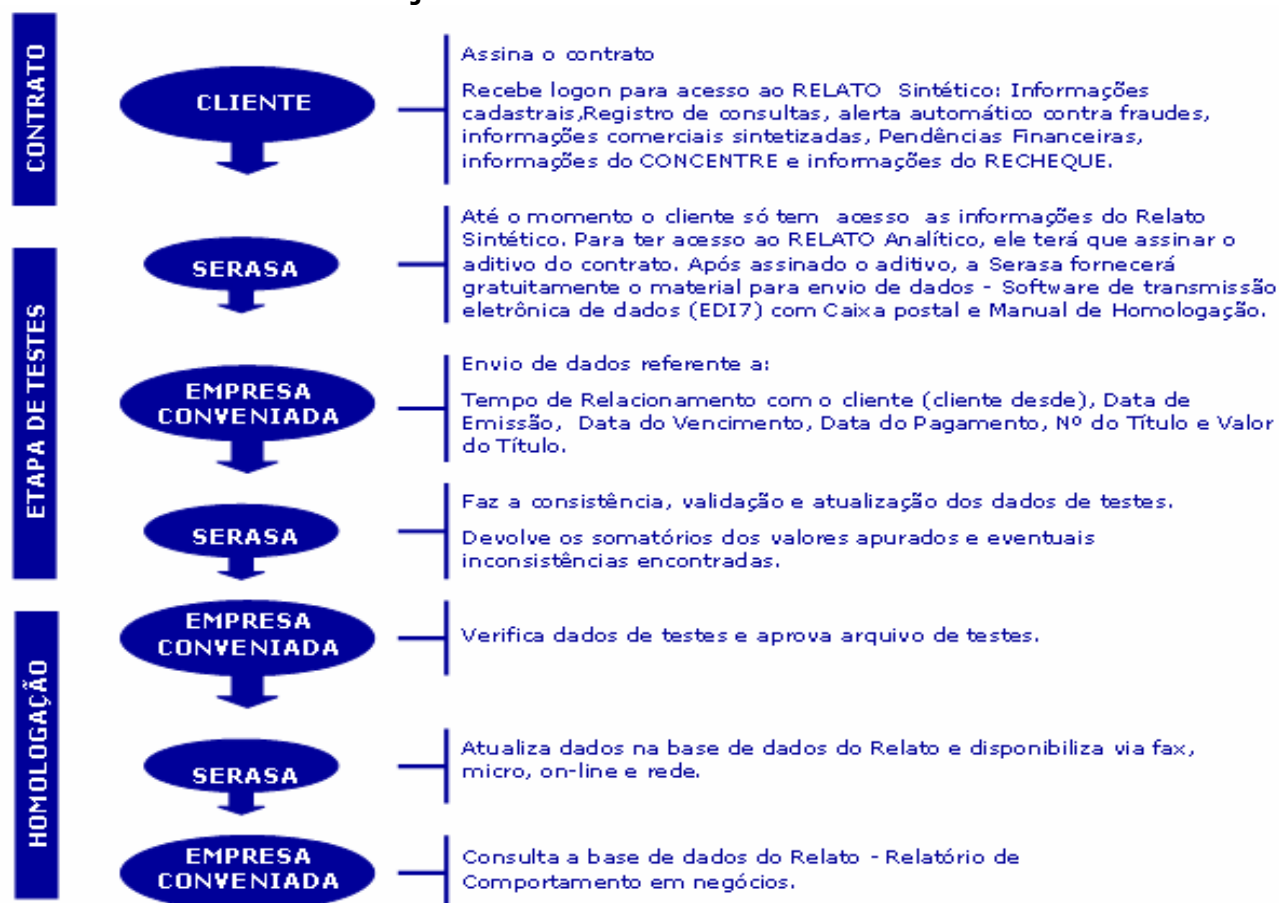 CONTRATO
CLIENTE
Assina o contrato
Recebe logon para acesso ao RELATO Sintético: Informações
cadastrais,Registro de consultas, alerta automático contra fraudes,
informações comerciais sintetizadas, Pendências Financeiras,
informações do CONCENTRE e informações do RECHEQUE.
ETAPA DE TESTES
SERASA
Até o momento o cliente só tem acesso as informações do Relato
Sintético. Para ter acesso ao RELATO Analítico, ele terá que assinar o
aditivo do contrato. Após assinado o aditivo, a Serasa fornecerá
gratuitamente o material para envio de dados - Software de transmissão
eletrônica de dados (EDI7) com Caixa postal e Manual de Homologação.
EMPRESA
CONVENIADA
Envio de dados referente a:
Tempo de Relacionamento com o cliente (cliente desde), Data de
Emissão, Data do Vencimento, Data do Pagamento, Nº do Título e Valor
do Título.
SERASA
Faz a consistência, validação e atualização dos dados de testes.
Devolve os somatórios dos valores apurados e eventuais
inconsistências encontradas.
HOMOLOGAÇÃO
EMPRESA
CONVENIADA
Verifica dados de testes e aprova arquivo de testes.
SERASA
Atualiza dados na base de dados do Relato e disponibiliza via fax,
micro, on-line e rede.
EMPRESA
CONVENIADA
Consulta a base de dados do Relato - Relatório de
Comportamento em negócios.